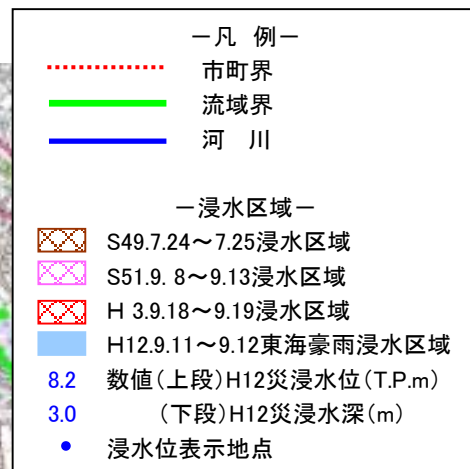 －凡 例－
市町界
流域界
河 川
－浸水区域－
S49.7.24～7.25浸水区域
S51.9. 8～9.13浸水区域
H 3.9.18～9.19浸水区域
H12.9.11～9.12東海豪雨浸水区域
8.2 数値(上段)H12災浸水位(T.P.m)
3.0 (下段)H12災浸水深(m)
浸水位表示地点